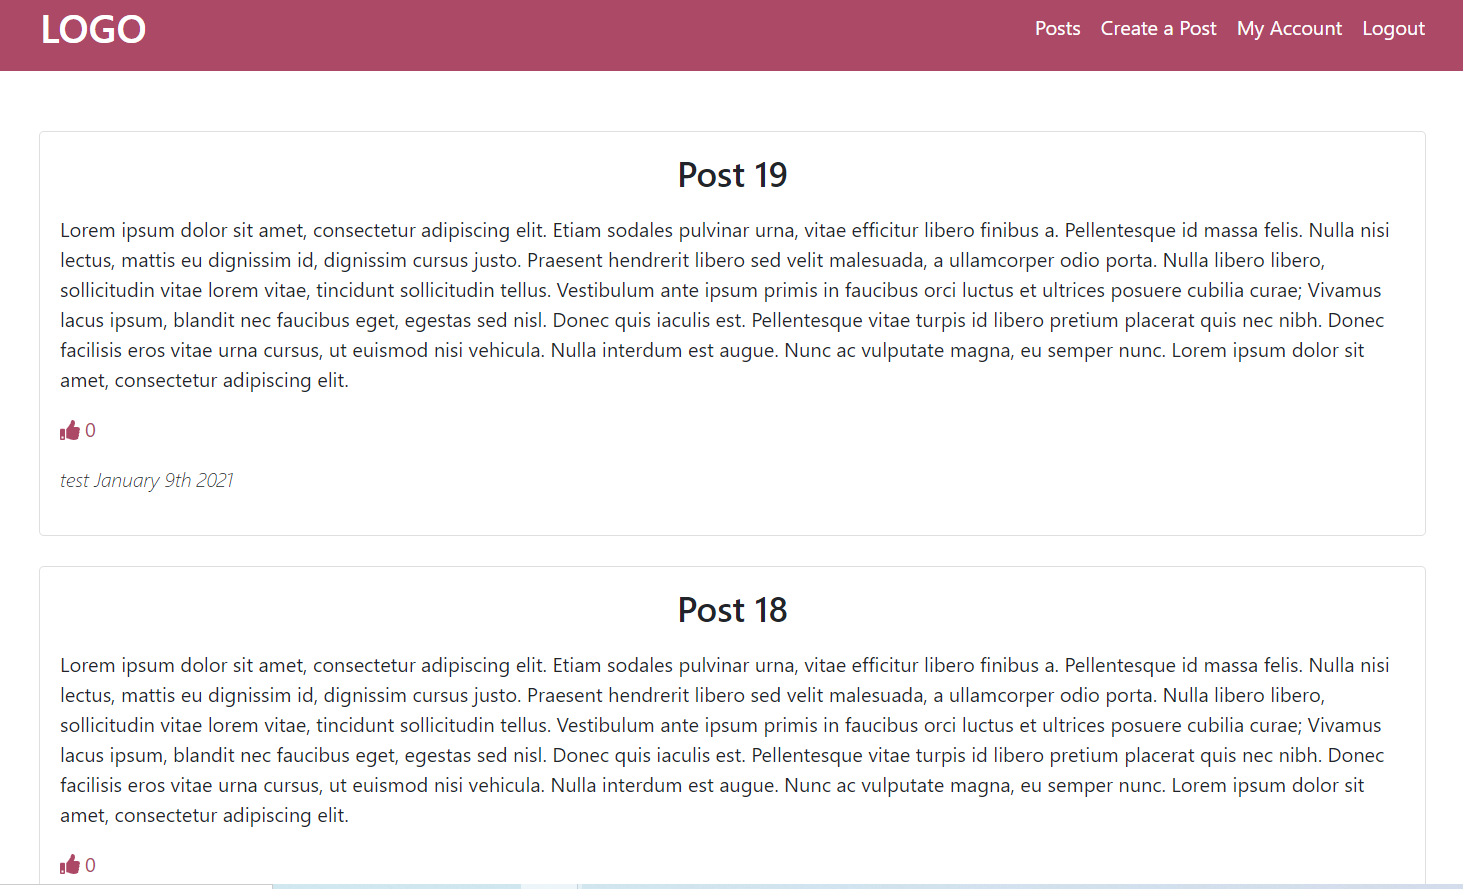 LOGO
Posts Create a Post My Account Logout
Post 19
Lorem ipsum dolor sit amet, consectetur adipiscing elit. Etiam sodales pulvinar urna, vitae efficitur libero finibus a. Pellentesque id massa felis. Nulla nisi
lectus, mattis eu dignissim id, dignissim cursus justo. Praesent hendrerit libero sed velit malesuada, a ullamcorper odio porta. Nulla libero libero,
sollicitudin vitae lorem vitae, tincidunt sollicitudin tellus. Vestibulum ante ipsum primis in faucibus orci luctus et ultrices posuere cubilia curae; Vivamus
lacus ipsum, blandit nec faucibus eget, egestas sed nisl. Donec quis iaculis est. Pellentesque vitae turpis id libero pretium placerat quis nec nibh. Donec
facilisis eros vitae urna cursus, ut euismod nisi vehicula. Nulla interdum est augue. Nunc ac vulputate magna, eu semper nunc. Lorem ipsum dolor sit
amet, consectetur adipiscing elit.
0
test January 9th 2021
Post 18
Lorem ipsum dolor sit amet, consectetur adipiscing elit. Etiam sodales pulvinar urna, vitae efficitur libero finibus a. Pellentesque id massa felis. Nulla nisi
lectus, mattis eu dignissim id, dignissim cursus justo. Praesent hendrerit libero sed velit malesuada, a ullamcorper odio porta. Nulla libero libero,
sollicitudin vitae lorem vitae, tincidunt sollicitudin tellus. Vestibulum ante ipsum primis in faucibus orci luctus et ultrices posuere cubilia curae; Vivamus
lacus ipsum, blandit nec faucibus eget, egestas sed nisl. Donec quis iaculis est. Pellentesque vitae turpis id libero pretium placerat quis nec nibh. Donec
facilisis eros vitae urna cursus, ut euismod nisi vehicula. Nulla interdum est augue. Nunc ac vulputate magna, eu semper nunc. Lorem ipsum dolor sit
amet, consectetur adipiscing elit.
0